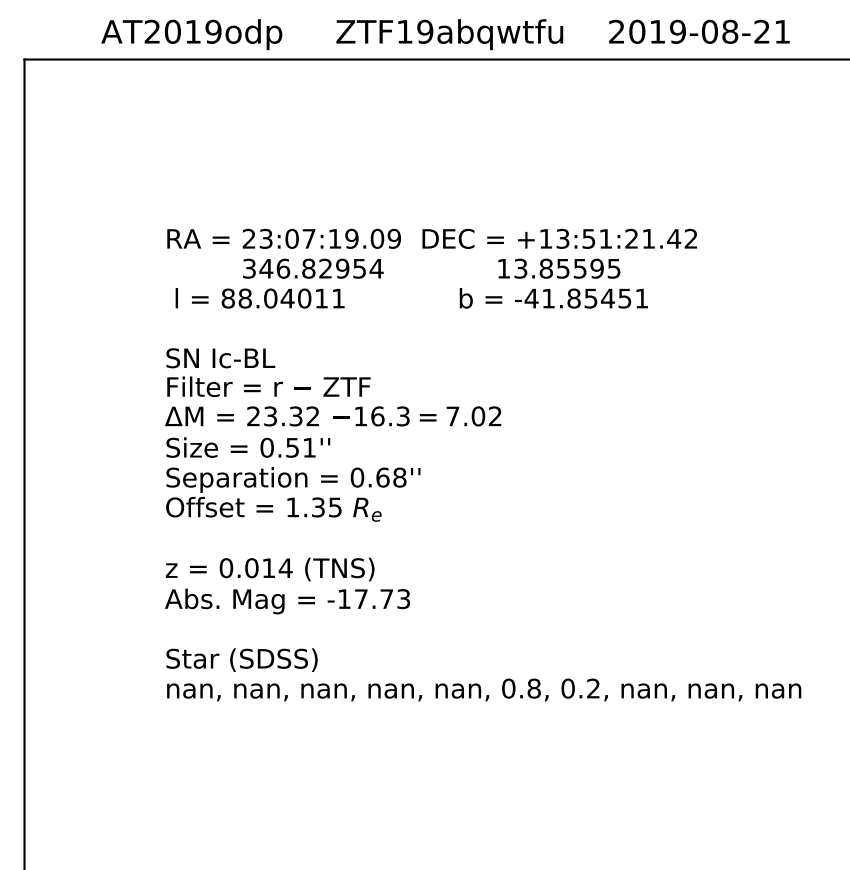 AT2019odp ZTF19abqwtfu 2019-08-21
RA = 23:07:19.09 DEC = +13:51:21.42
346.82954 13.85595
l = 88.04011 b = -41.85451
SN Ic-BL
Filter = r − ZTF
ΔM = 23.32 −16.3 = 7.02
Size = 0.51''
Separation = 0.68''
Offset = 1.35 Re
z = 0.014 (TNS)
Abs. Mag = -17.73
Star (SDSS)
nan, nan, nan, nan, nan, 0.8, 0.2, nan, nan, nan